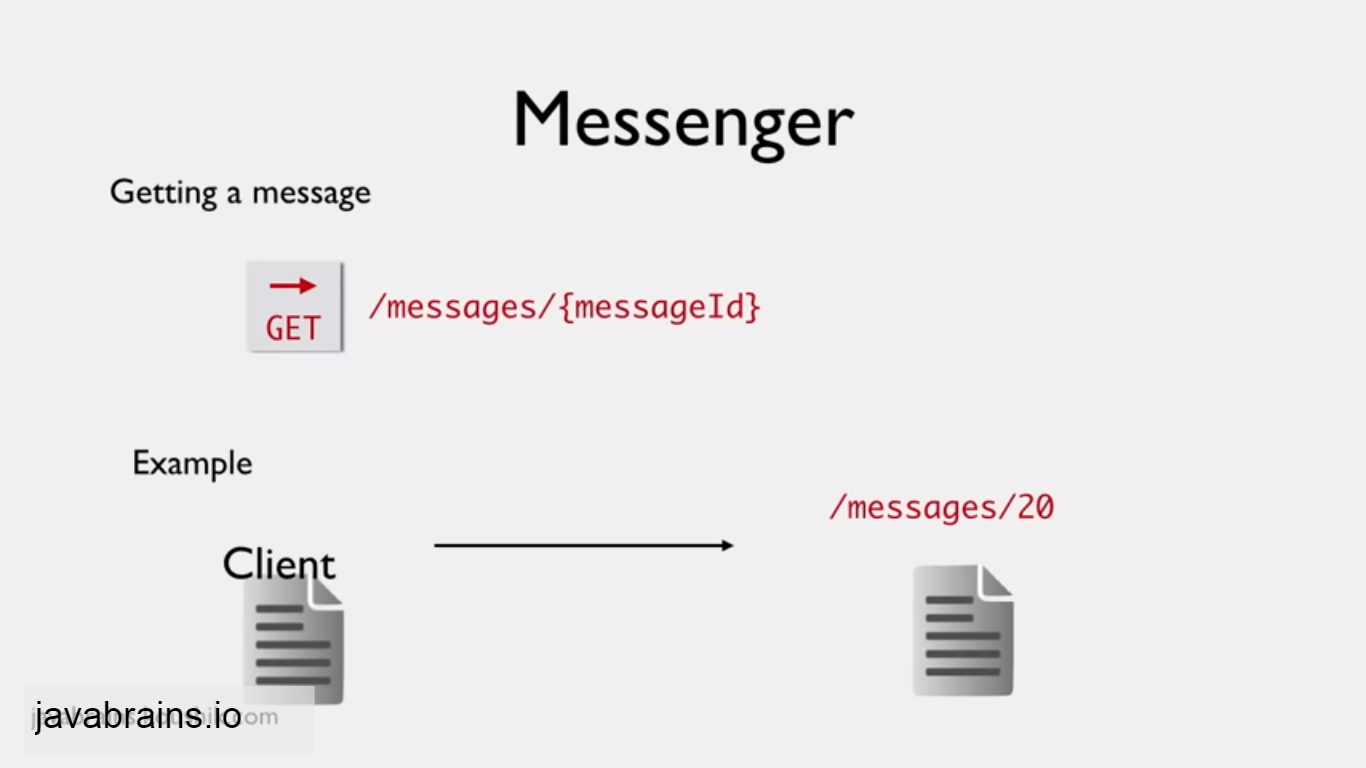 Messenger
Getting a message
GET
/messages/{messageId}
Example
/messages/20
Client
javabrains.io